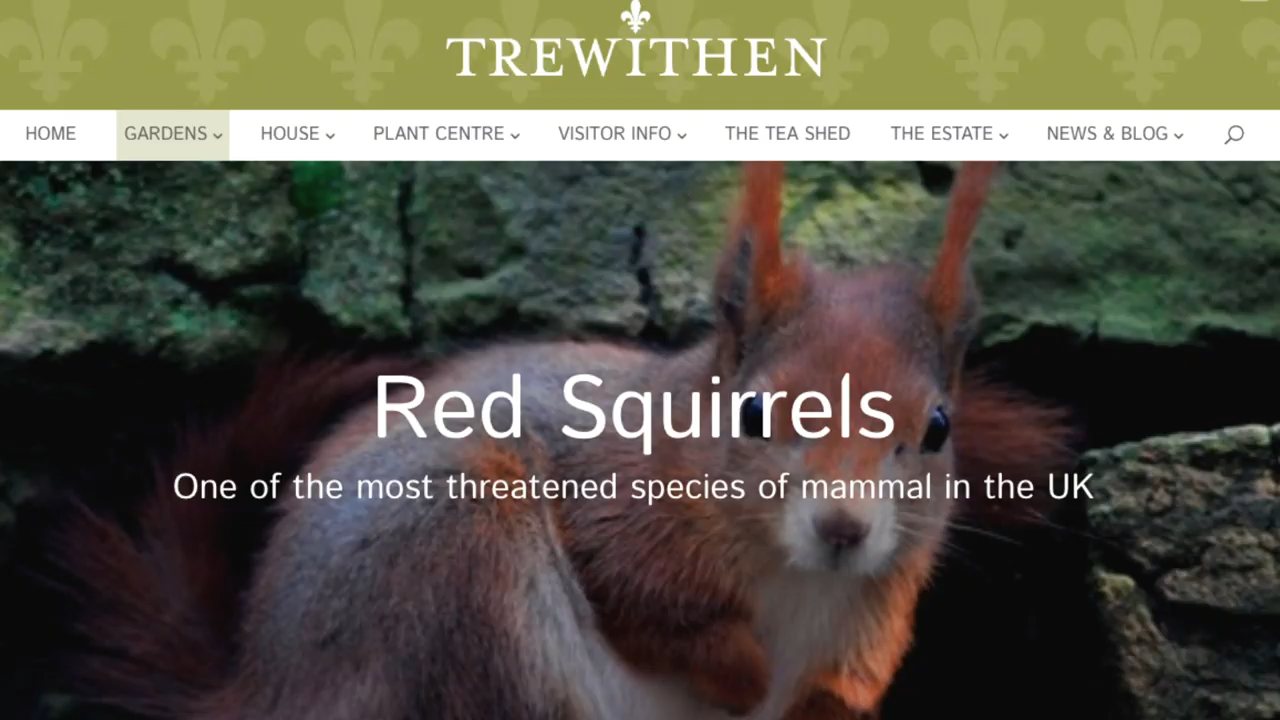 TREWITHEN
HOME GARDENS HOUSE PLANT CENTRE VISITOR INFO THE TEA SHED THE ESTATE NEWS & BLOG
Red Squirrels
One of the most threatened species of mammal in the UK